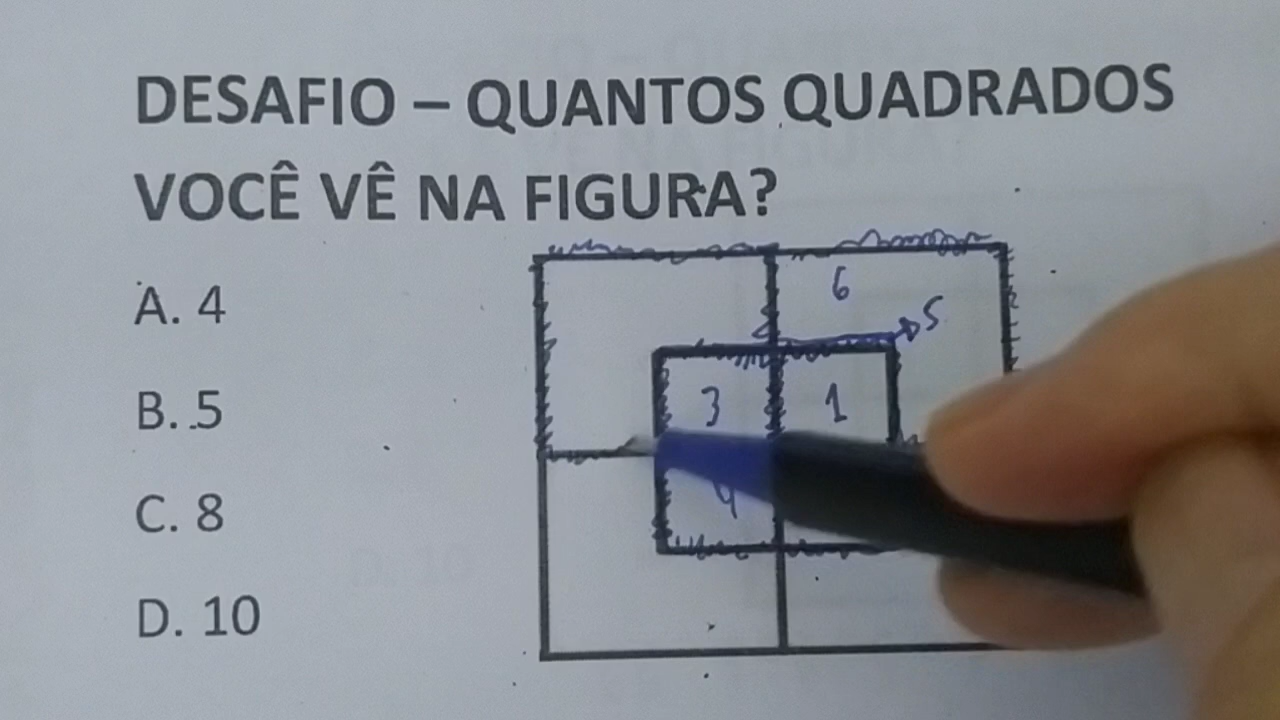 DESAFIO – QUANTOS QUADRADOS
VOCÊ VÊ NA FIGURA?
A. 4
B. 5
C. 8
D. 10
6
5
3 1
4